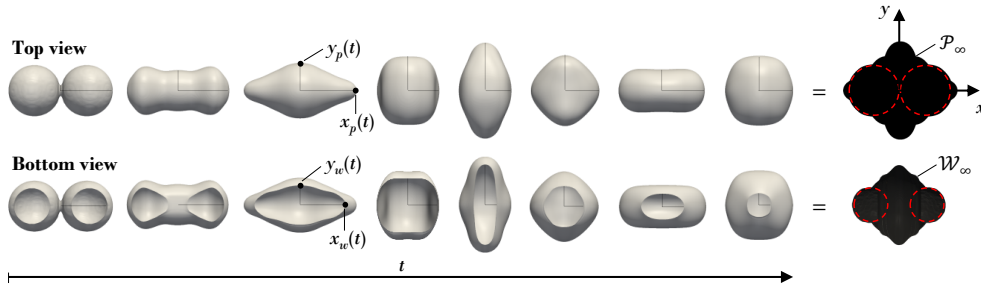 Top view
y_p(t)
x_p(t)
=
y
𝒫_∞
x
Bottom view
y_w(t)
x_w(t)
=
𝒲_∞
t